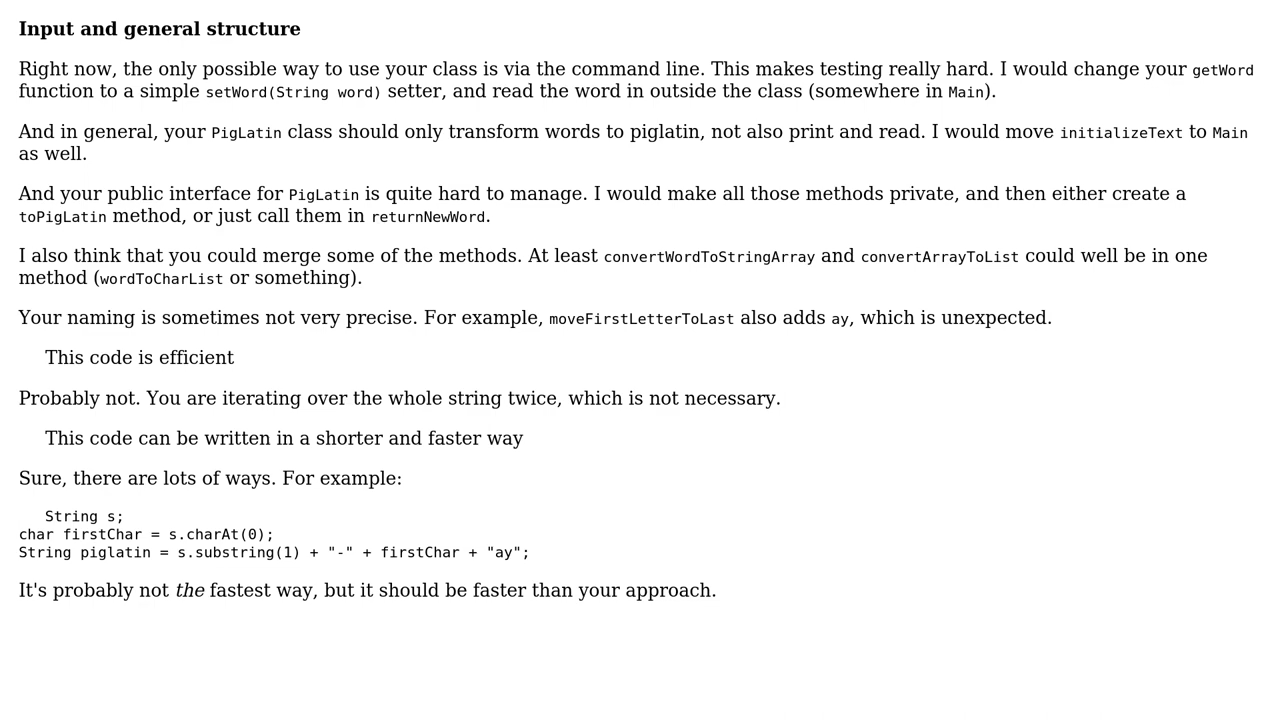 Input and general structure
Right now, the only possible way to use your class is via the command line. This makes testing really hard. I would change your getWord
function to a simple setWord(String word) setter, and read the word in outside the class (somewhere in Main).
And in general, your PigLatin class should only transform words to piglatin, not also print and read. I would move initializeText to Main
as well.
And your public interface for PigLatin is quite hard to manage. I would make all those methods private, and then either create a
toPigLatin method, or just call them in returnNewWord.
I also think that you could merge some of the methods. At least convertWordToStringArray and convertArrayToList could well be in one
method (wordToCharList or something).
Your naming is sometimes not very precise. For example, moveFirstLetterToLast also adds ay, which is unexpected.
This code is efficient
Probably not. You are iterating over the whole string twice, which is not necessary.
This code can be written in a shorter and faster way
Sure, there are lots of ways. For example:
String s;
char firstChar = s.charAt(0);
String piglatin = s.substring(1) + "-" + firstChar + "ay";
It's probably not the fastest way, but it should be faster than your approach.